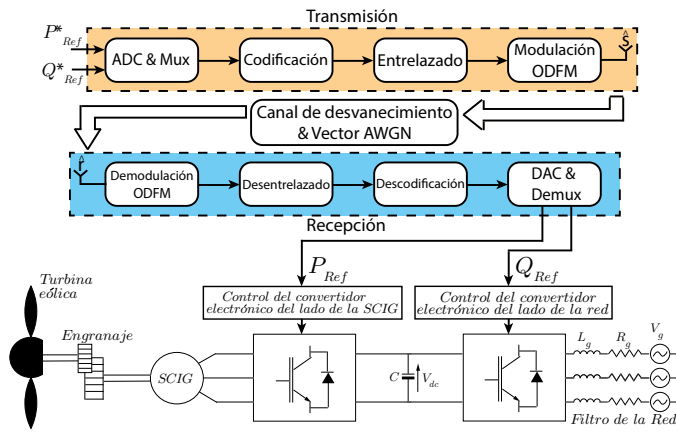 Transmisión
P*Ref
Q*Ref
ADC & Mux
Codificación
Entrelazado
Modulación
ODFM
ŝ
Canal de desvanecimiento
& Vector AWGN
r̂
Demodulación
ODFM
Desentrelazado
Descodificación
DAC &
Demux
Recepción
PRef
QRef
Control del convertidor
electrónico del lado de la SCIG
Control del convertidor
electrónico del lado de la red
Turbina
eólica
Engranaje
SCIG
C
Vdc
Lg
Rg
Vg
Filtro de la Red